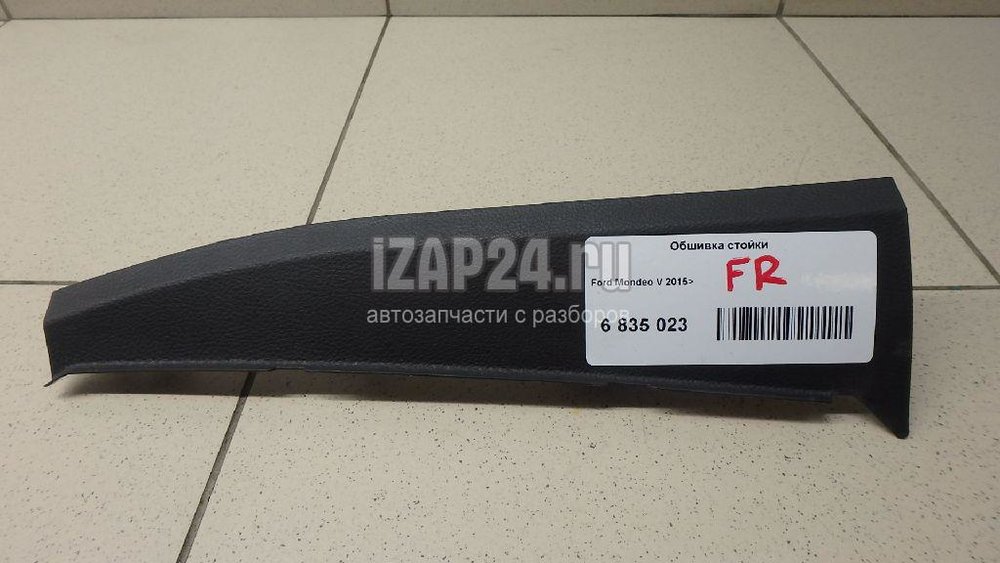 iZAP24.ru
автозапчасти с разборов
Обшивка стойки
FR
Ford Mondeo V 2015>
6 835 023